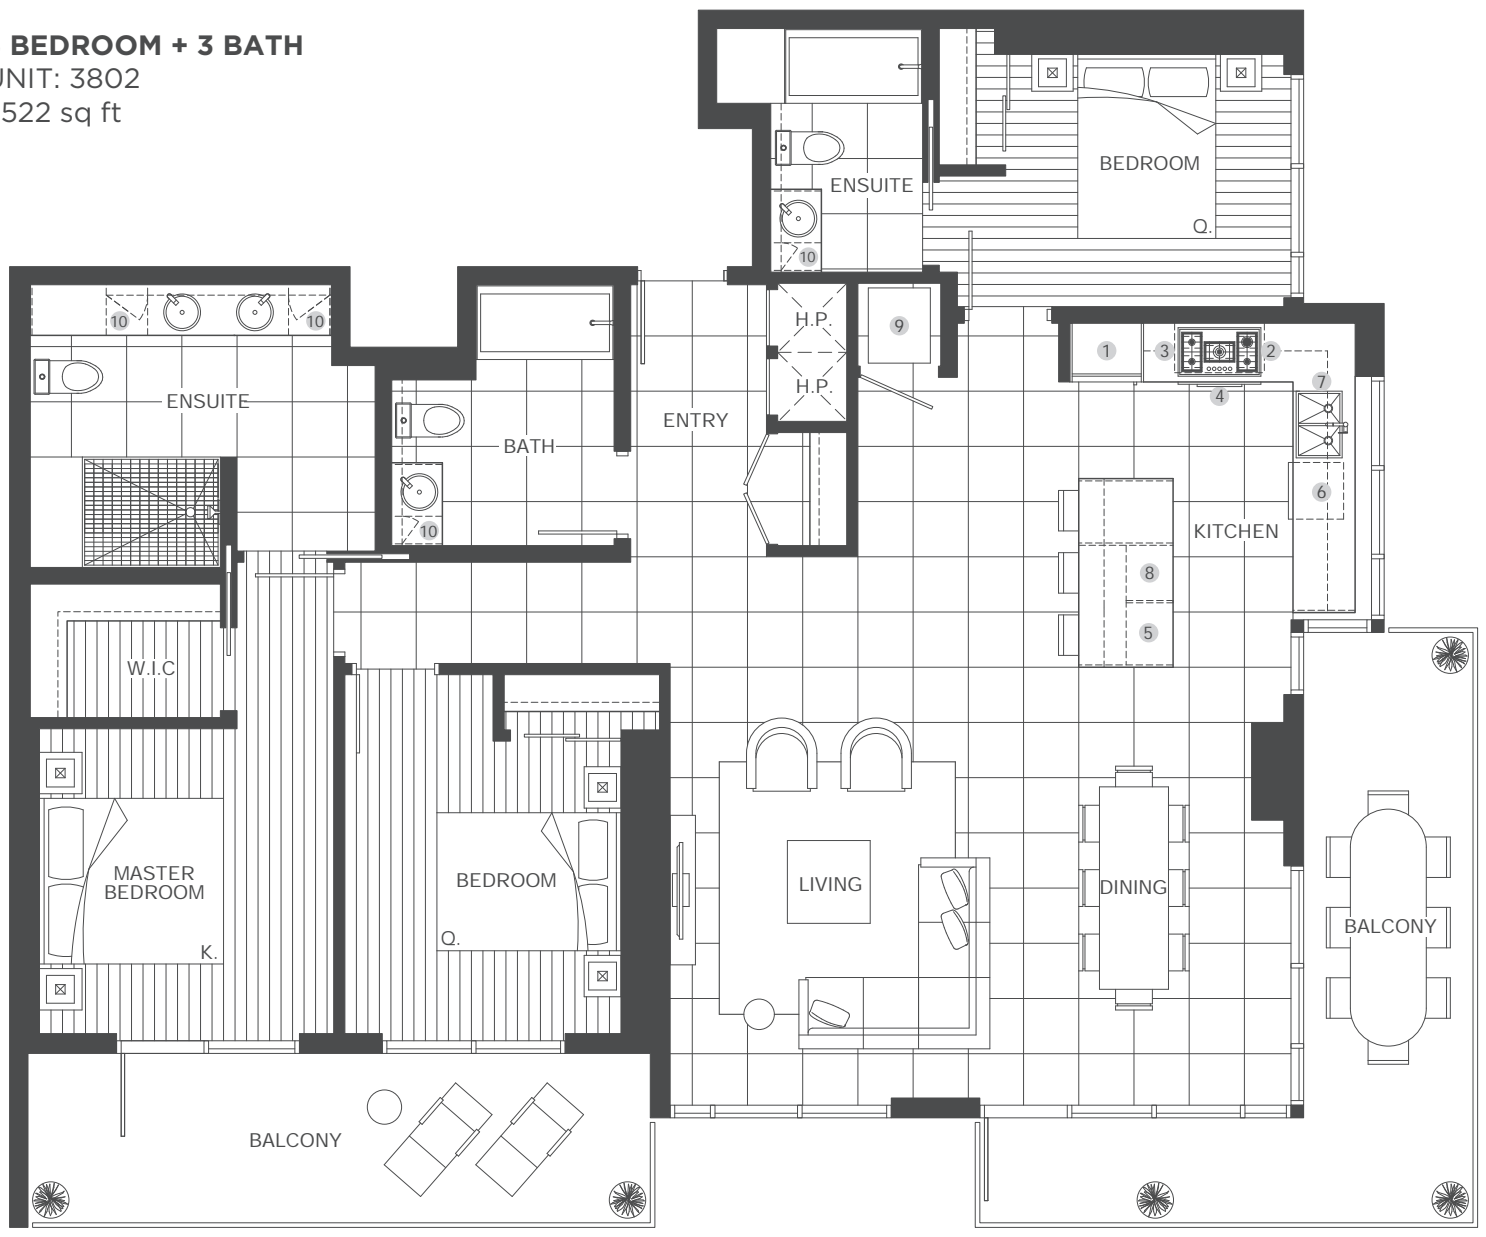 BEDROOM + 3 BATH
UNIT: 3802
522 sq ft
ENSUITE
BEDROOM
Q.
10
H.P.
9
H.P.
10
10
ENSUITE
BATH
10
ENTRY
1
3
2
4
7
6
KITCHEN
8
5
W.I.C
MASTER
BEDROOM
K.
BEDROOM
Q.
LIVING
DINING
BALCONY
BALCONY